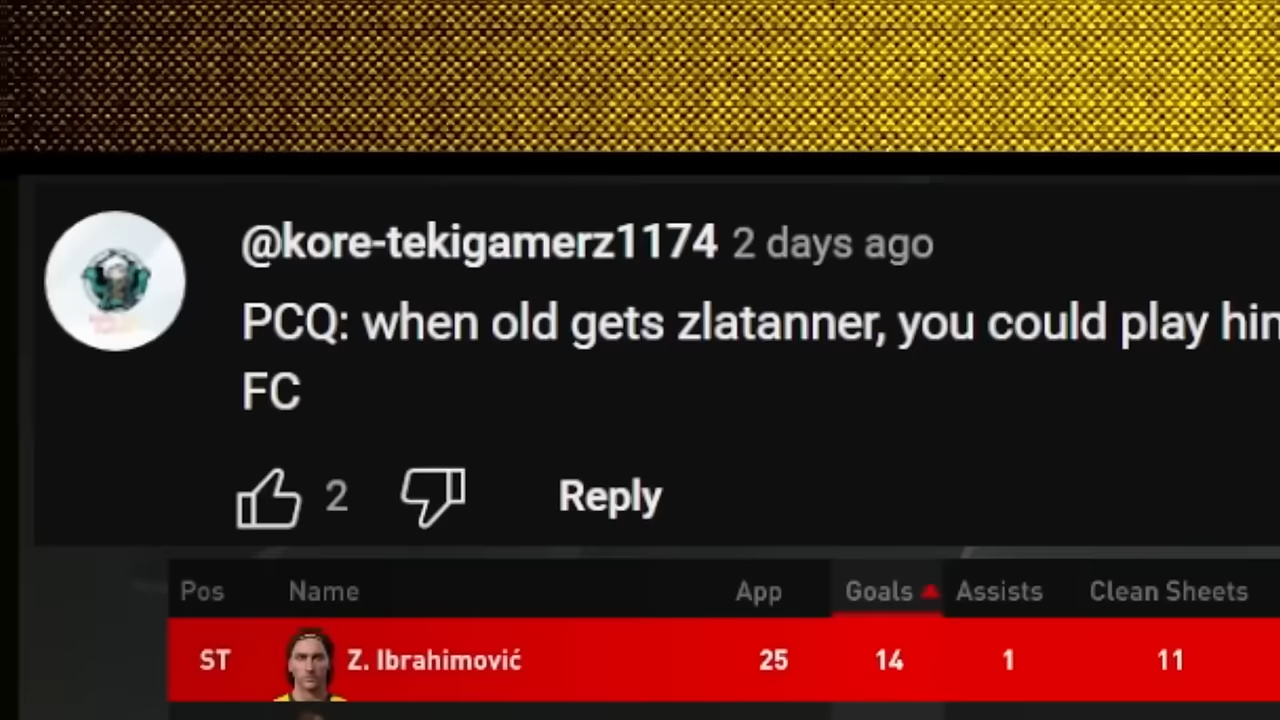 @kore-tekigamerz1174 2 days ago
PCQ: when old gets zlatanner, you could play
FC
2 Reply
Pos Name App Goals Assists Clean Sheets
ST Z. Ibrahimović 25 14 1 11